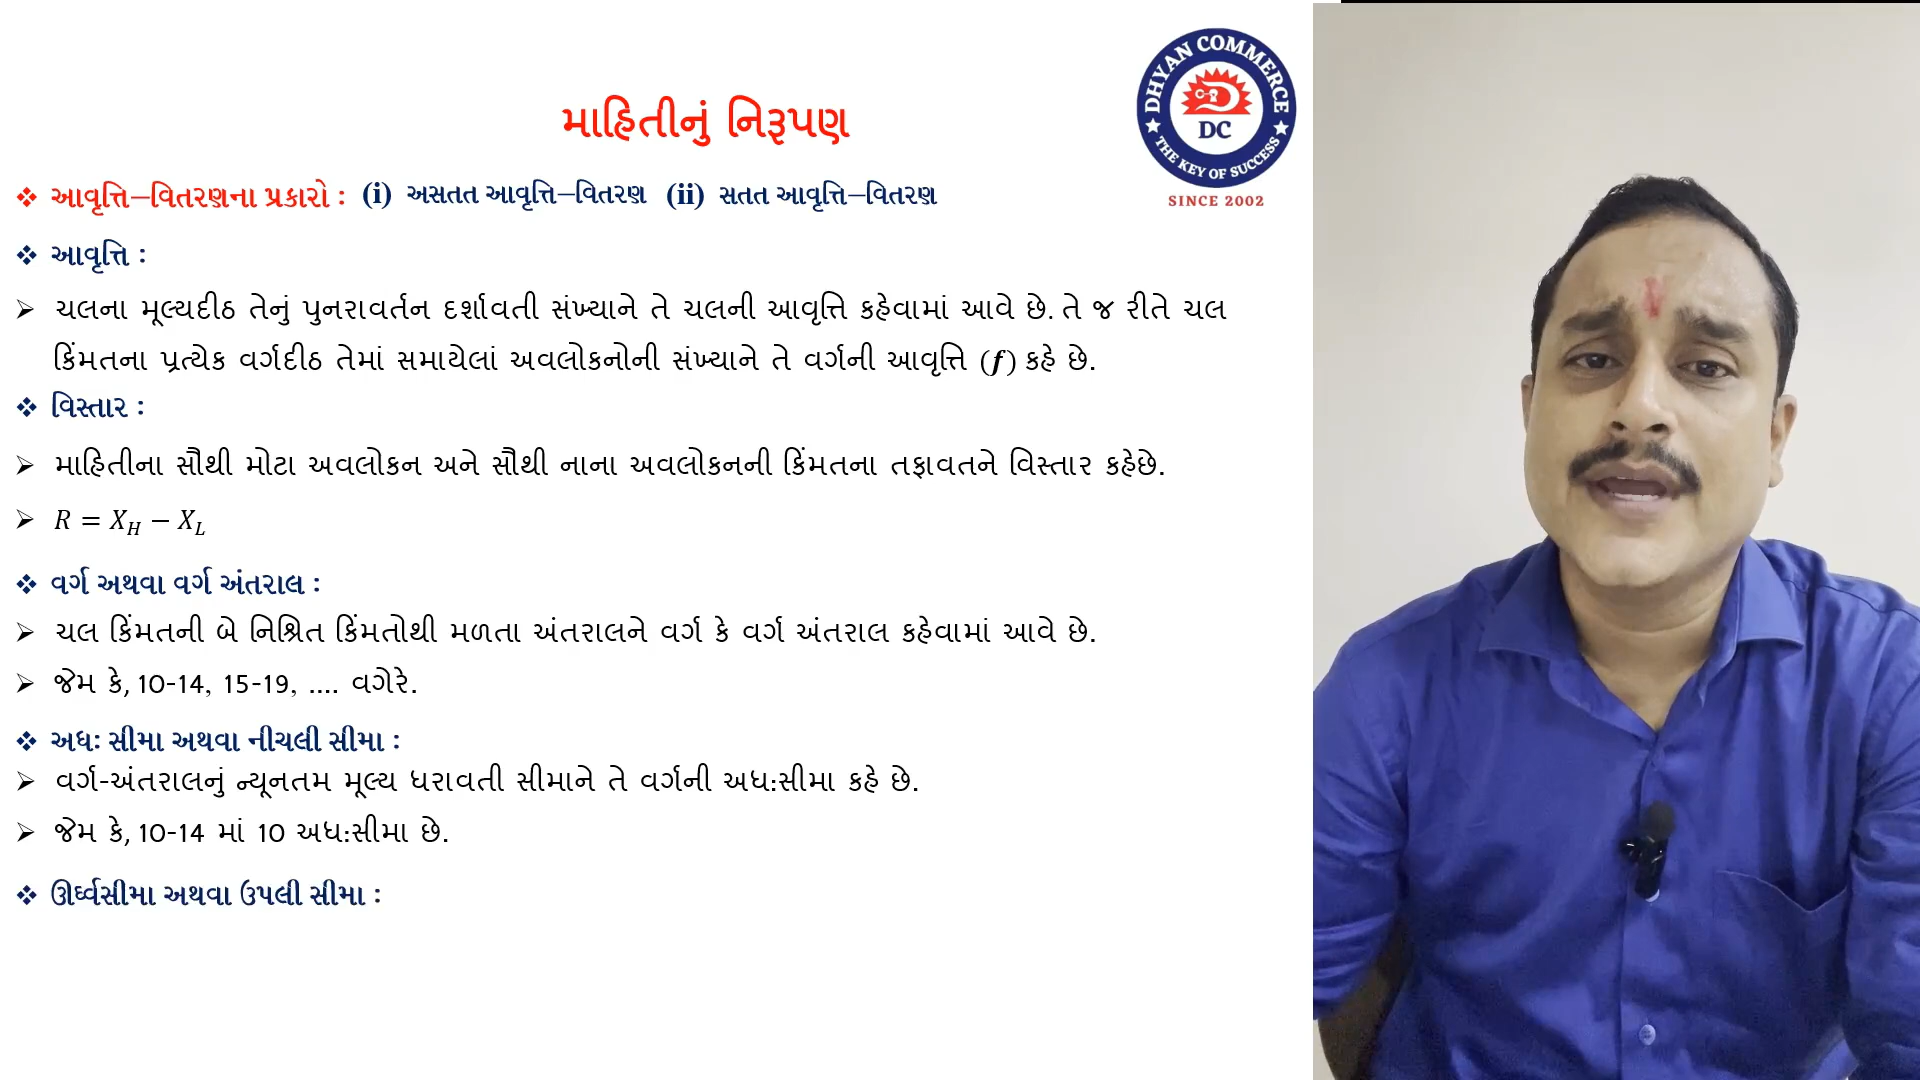 DHYAN COMMERCE
DC
THE KEY OF SUCCESS
SINCE 2002
માહિતીનું નિરૂપણ
❖ આવૃત્તિ–વિતરણના પ્રકારો : (i) અસતત આવૃત્તિ–વિતરણ (ii) સતત આવૃત્તિ–વિતરણ
❖ આવૃત્તિ :
➢ ચલના મૂલ્યદીઠ તેનું પુનરાવર્તન દર્શાવતી સંખ્યાને તે ચલની આવૃત્તિ કહેવામાં આવે છે. તે જ રીતે ચલ
કિંમતના પ્રત્યેક વર્ગદીઠ તેમાં સમાયેલાં અવલોકનોની સંખ્યાને તે વર્ગની આવૃત્તિ (f) કહે છે.
❖ વિસ્તાર :
➢ માહિતીના સૌથી મોટા અવલોકન અને સૌથી નાના અવલોકનની કિંમતના તફાવતને વિસ્તાર કહેછે.
➢ R = X_H − X_L
❖ વર્ગ અથવા વર્ગ અંતરાલ :
➢ ચલ કિંમતની બે નિશ્ચિત કિંમતોથી મળતા અંતરાલને વર્ગ કે વર્ગ અંતરાલ કહેવામાં આવે છે.
➢ જેમ કે, 10-14, 15-19, .... વગેરે.
❖ અધઃ સીમા અથવા નીચલી સીમા :
➢ વર્ગ-અંતરાલનું ન્યૂનતમ મૂલ્ય ધરાવતી સીમાને તે વર્ગની અધ:સીમા કહે છે.
➢ જેમ કે, 10-14 માં 10 અધ:સીમા છે.
❖ ઊર્ધ્વસીમા અથવા ઉપલી સીમા :